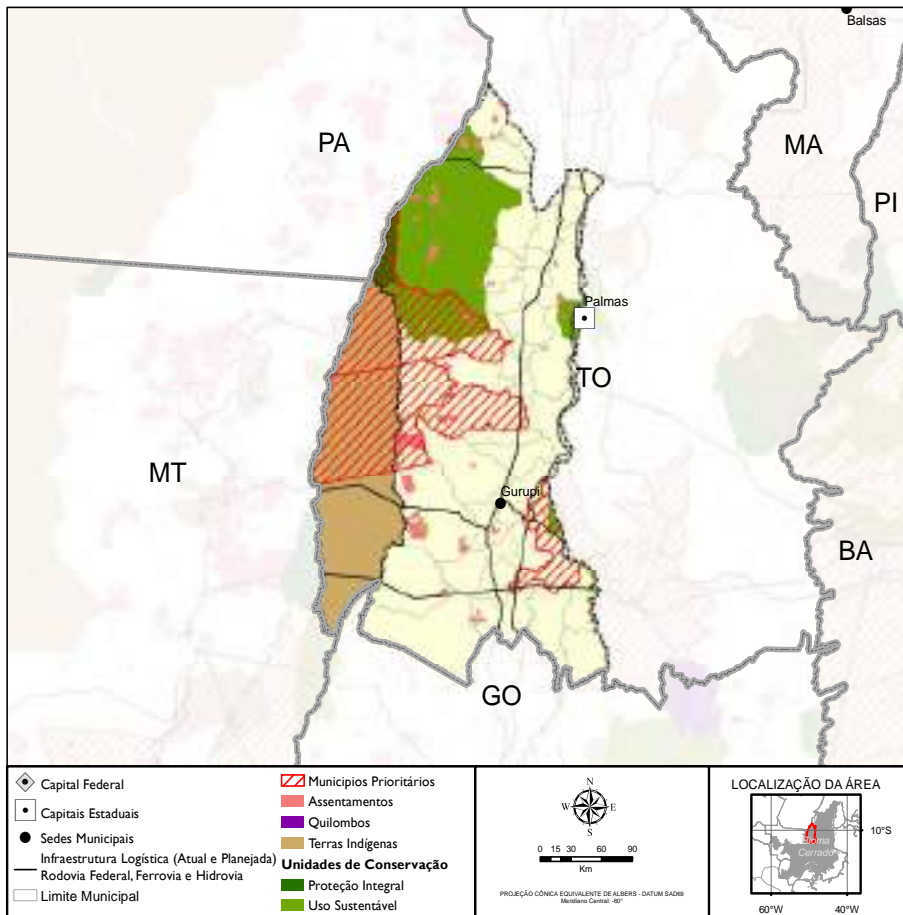 Balsas
PA
MA
PI
Palmas
TO
MT
Gurupi
BA
GO
Capital Federal
Capitais Estaduais
Sedes Municipais
Infraestrutura Logística (Atual e Planejada)
Rodovia Federal, Ferrovia e Hidrovia
Limite Municipal
Municipios Prioritários
Assentamentos
Quilombos
Terras Indígenas
Unidades de Conservação
Proteção Integral
Uso Sustentável
N
W E
S
0 15 30 60 90
Km
PROJEÇÃO CÔNICA EQUIVALENTE DE ALBERS - DATUM SAD69
Meridiano Central: -60°
LOCALIZAÇÃO DA ÁREA
10°S
Bioma
Cerrado
60°W 40°W